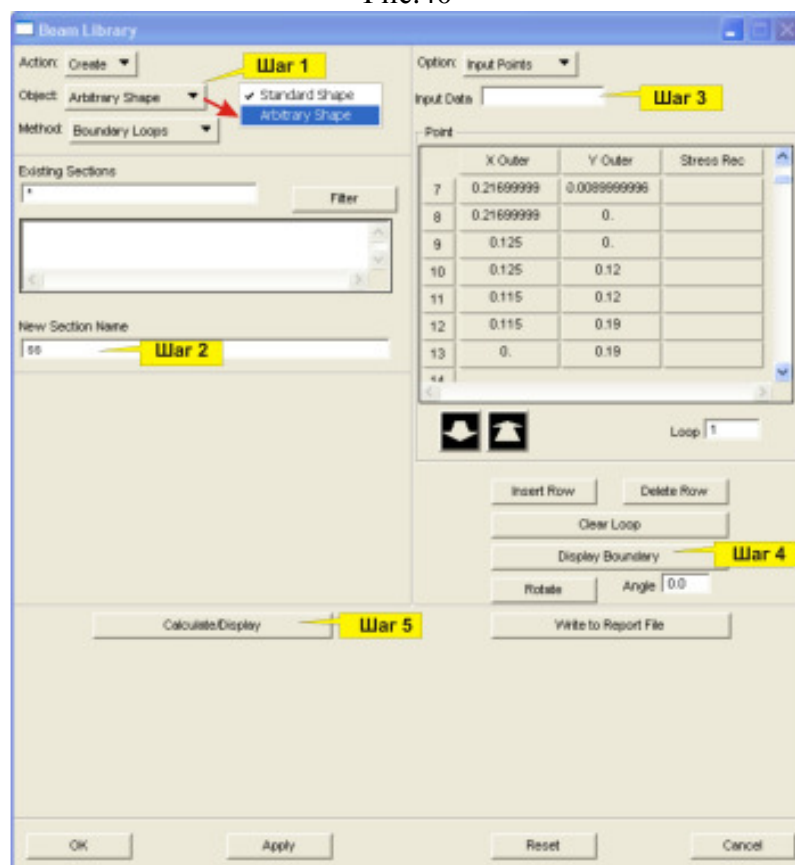 Рис.46
Beam Library
Action: Create
Шаг 1
Object: Arbitrary Shape
Standard Shape
Arbitrary Shape
Method: Boundary Loops
Existing Sections
*
Filter
New Section Name
ss
Шаг 2
Option: Input Points
Input Data
Шаг 3
Point
X Outer Y Outer Stress Rec
7 0.21699999 0.0089999996
8 0.21699999 0.
9 0.125 0.
10 0.125 0.12
11 0.115 0.12
12 0.115 0.19
13 0. 0.19
14
Loop 1
Insert Row Delete Row
Clear Loop
Display Boundary
Шаг 4
Rotate Angle 0.0
Calculate/Display
Шаг 5
Write to Report File
OK Apply Reset Cancel